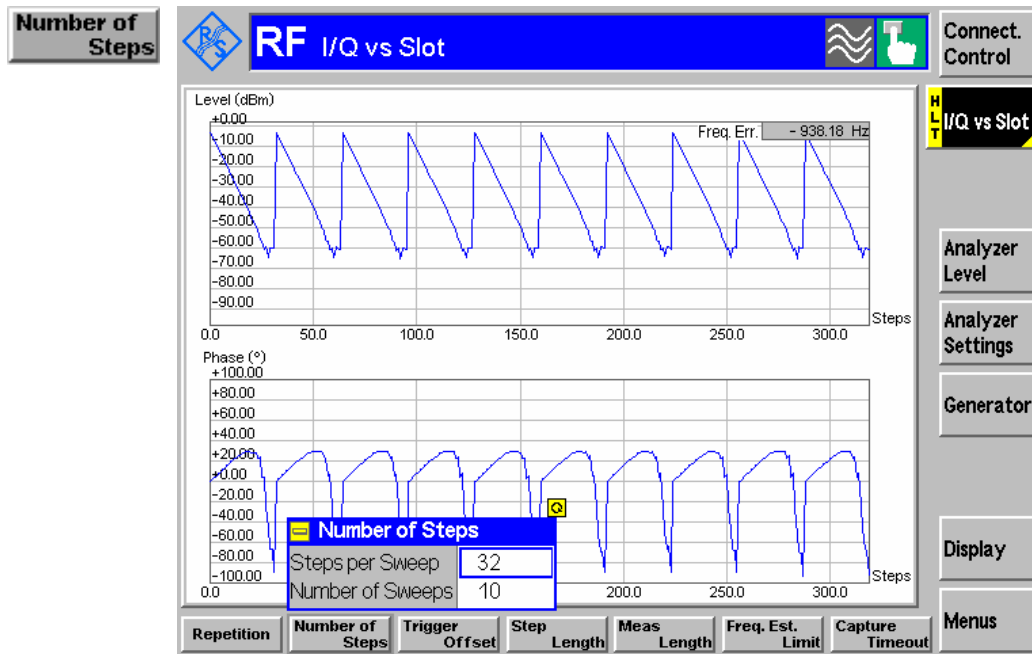 Number of
Steps
R&S
RF I/Q vs Slot
Connect.
Control
HLT
I/Q vs Slot
Analyzer
Level
Analyzer
Settings
Generator
Display
Menus
Level (dBm)
Freq. Err. - 938.18 Hz
+0.00
-10.00
-20.00
-30.00
-40.00
-50.00
-60.00
-70.00
-80.00
-90.00
Steps
0.0 50.0 100.0 150.0 200.0 250.0 300.0
Phase (°)
+100.00
+80.00
+60.00
+40.00
+20.00
+0.00
-20.00
-40.00
-60.00
-80.00
-100.00
Q
Steps
0.0 200.0 250.0 300.0
Number of Steps
Steps per Sweep 32
Number of Sweeps 10
Repetition
Number of
Steps
Trigger
Offset
Step
Length
Meas
Length
Freq. Est.
Limit
Capture
Timeout